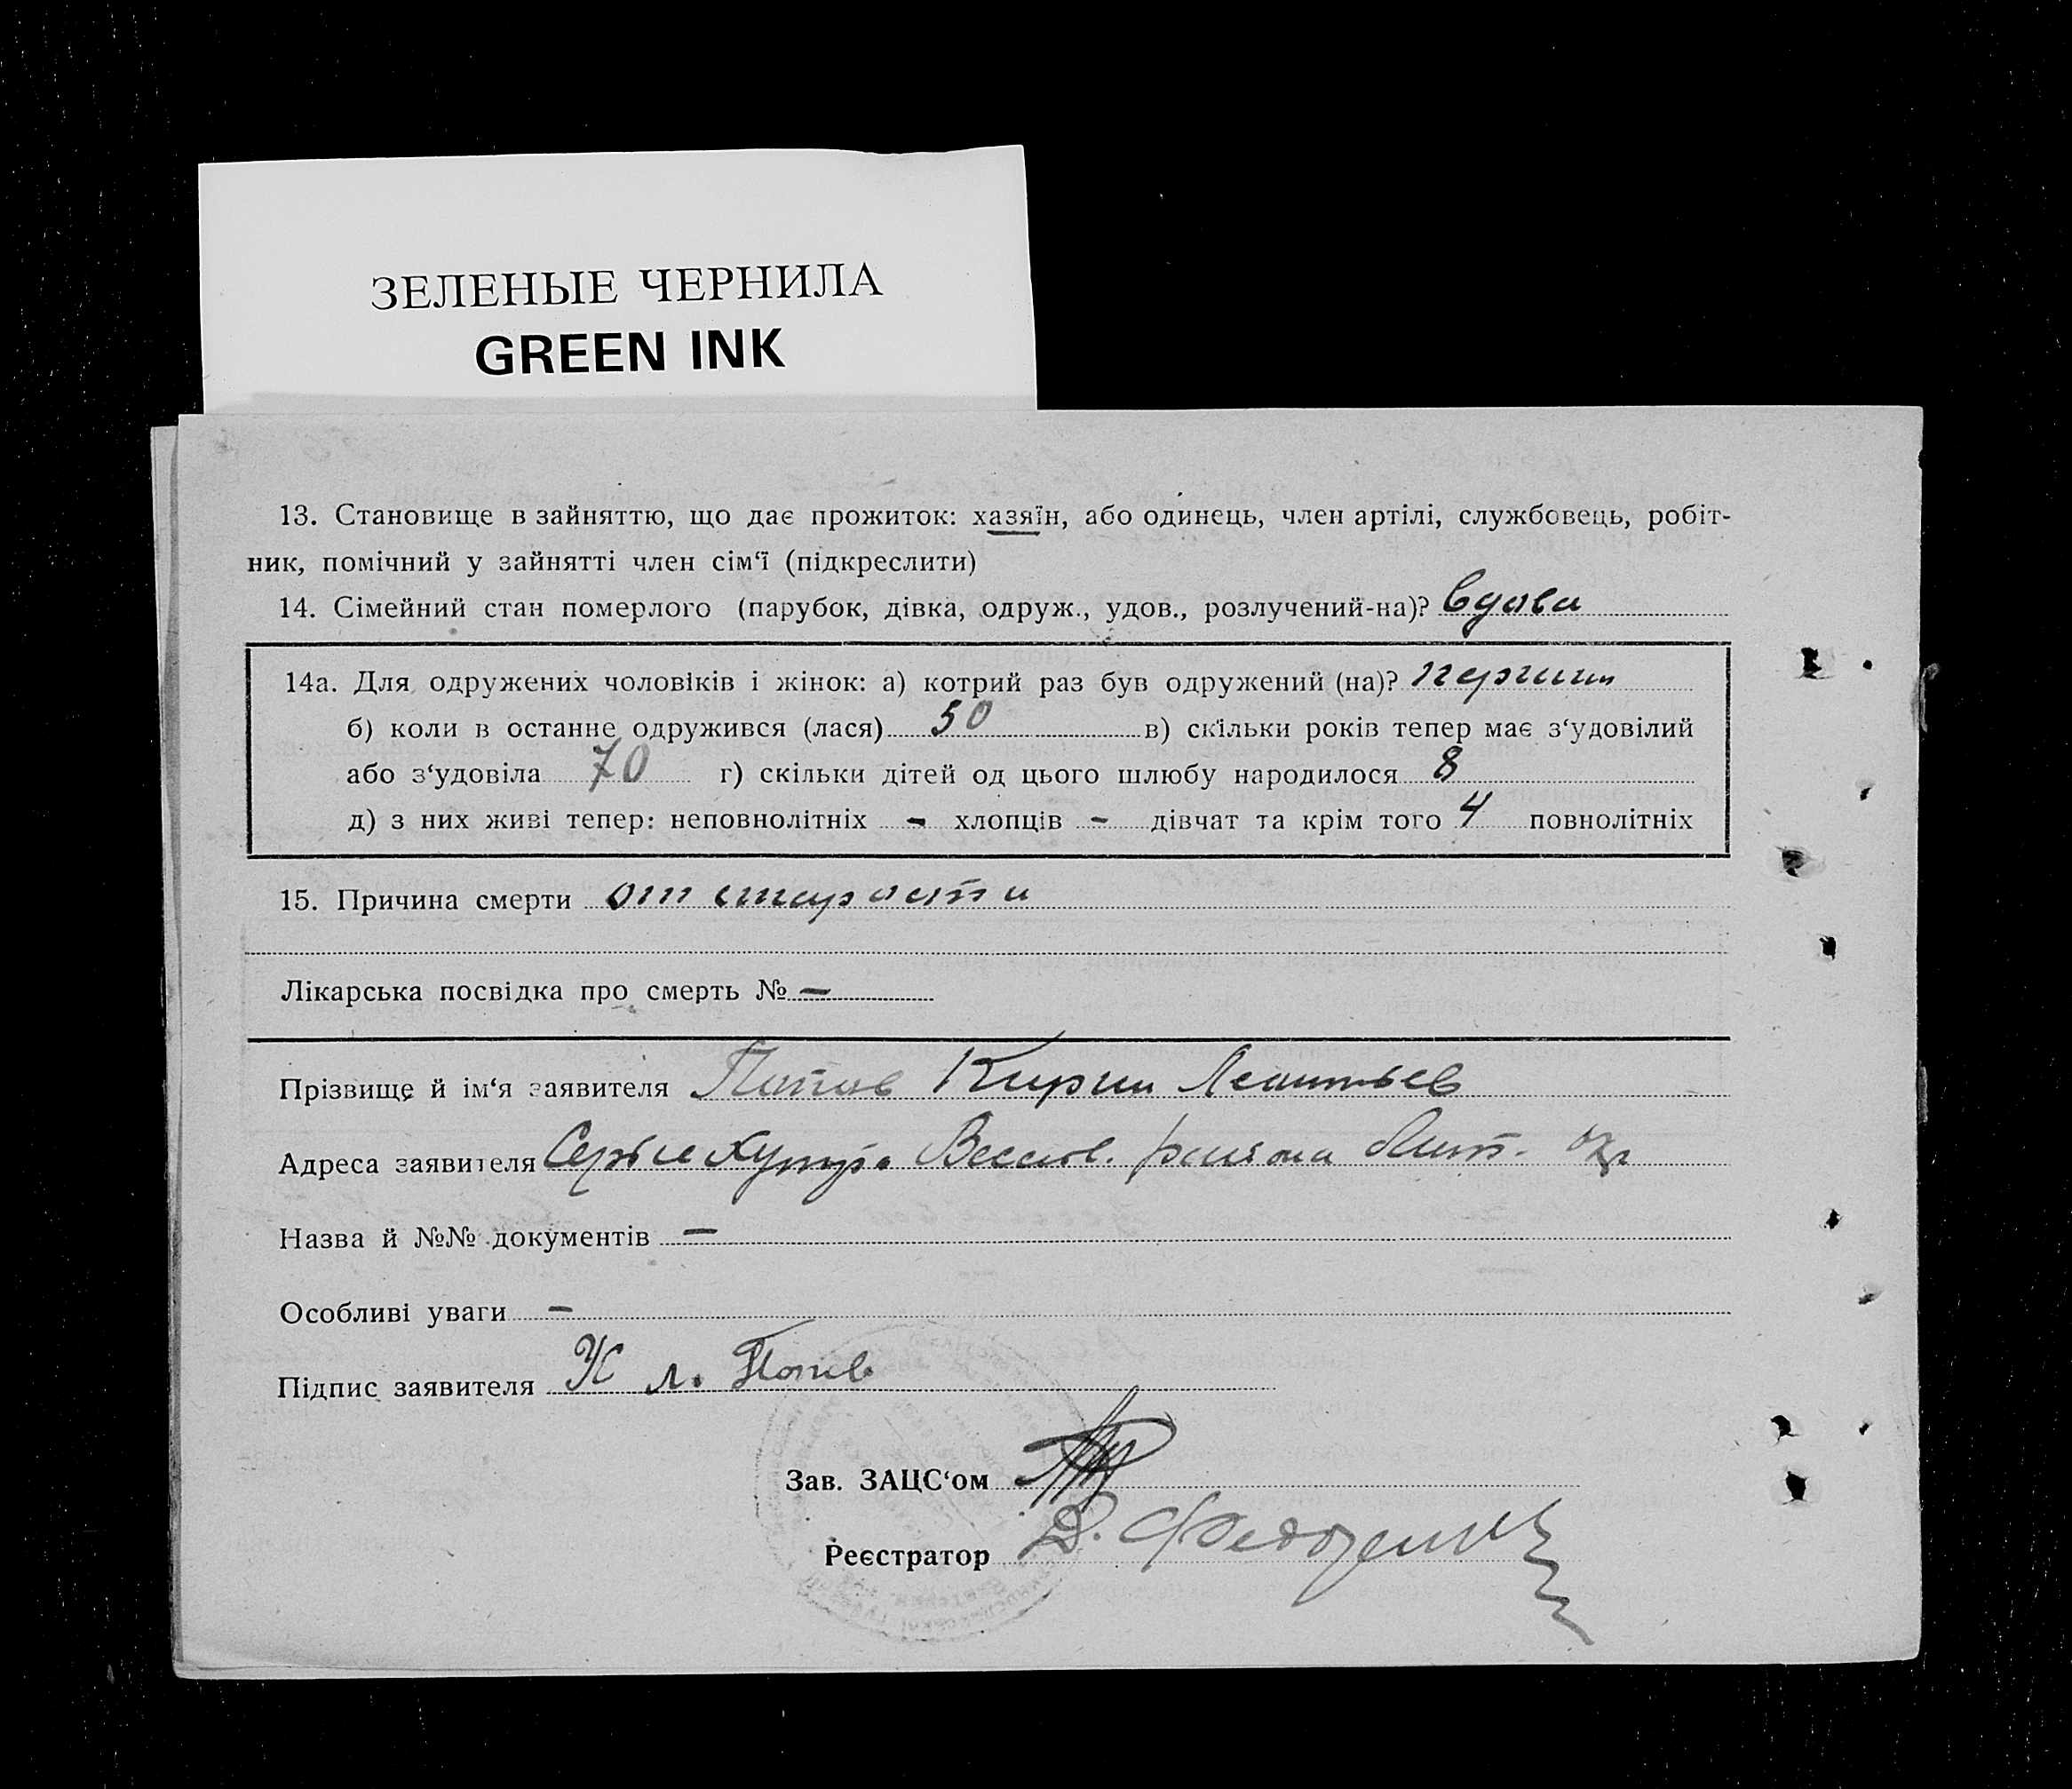 ЗЕЛЕНЫЕ ЧЕРНИЛА
GREEN INK
13. Становище в зайняттю, що дає прожиток: хазяїн, або одинець, член артілі, службовець, робіт-
ник, помічний у зайнятті член сім‘ї (підкреслити)
14. Сімейний стан померлого (парубок, дівка, одруж., удов., розлучений-на)? вдова
14а. Для одружених чоловіків і жінок: а) котрий раз був одружений (на)?
б) коли в останнє одружився (лася) 50 в) скільки років тепер має з‘удовілий
або з‘удовіла 70 г) скільки дітей од цього шлюбу народилося 8
д) з них живі тепер: неповнолітніх - хлопців - дівчат та крім того 4 повнолітніх
15. Причина смерти от старости
Лікарська посвідка про смерть № —
Прізвище й ім‘я заявителя Попов Кирил Леонтьев
Адреса заявителя района
Назва й №№ документів —
Особливі уваги —
Підпис заявителя К Л. Попов
Зав. ЗАЦС‘ом
Реєстратор Д.